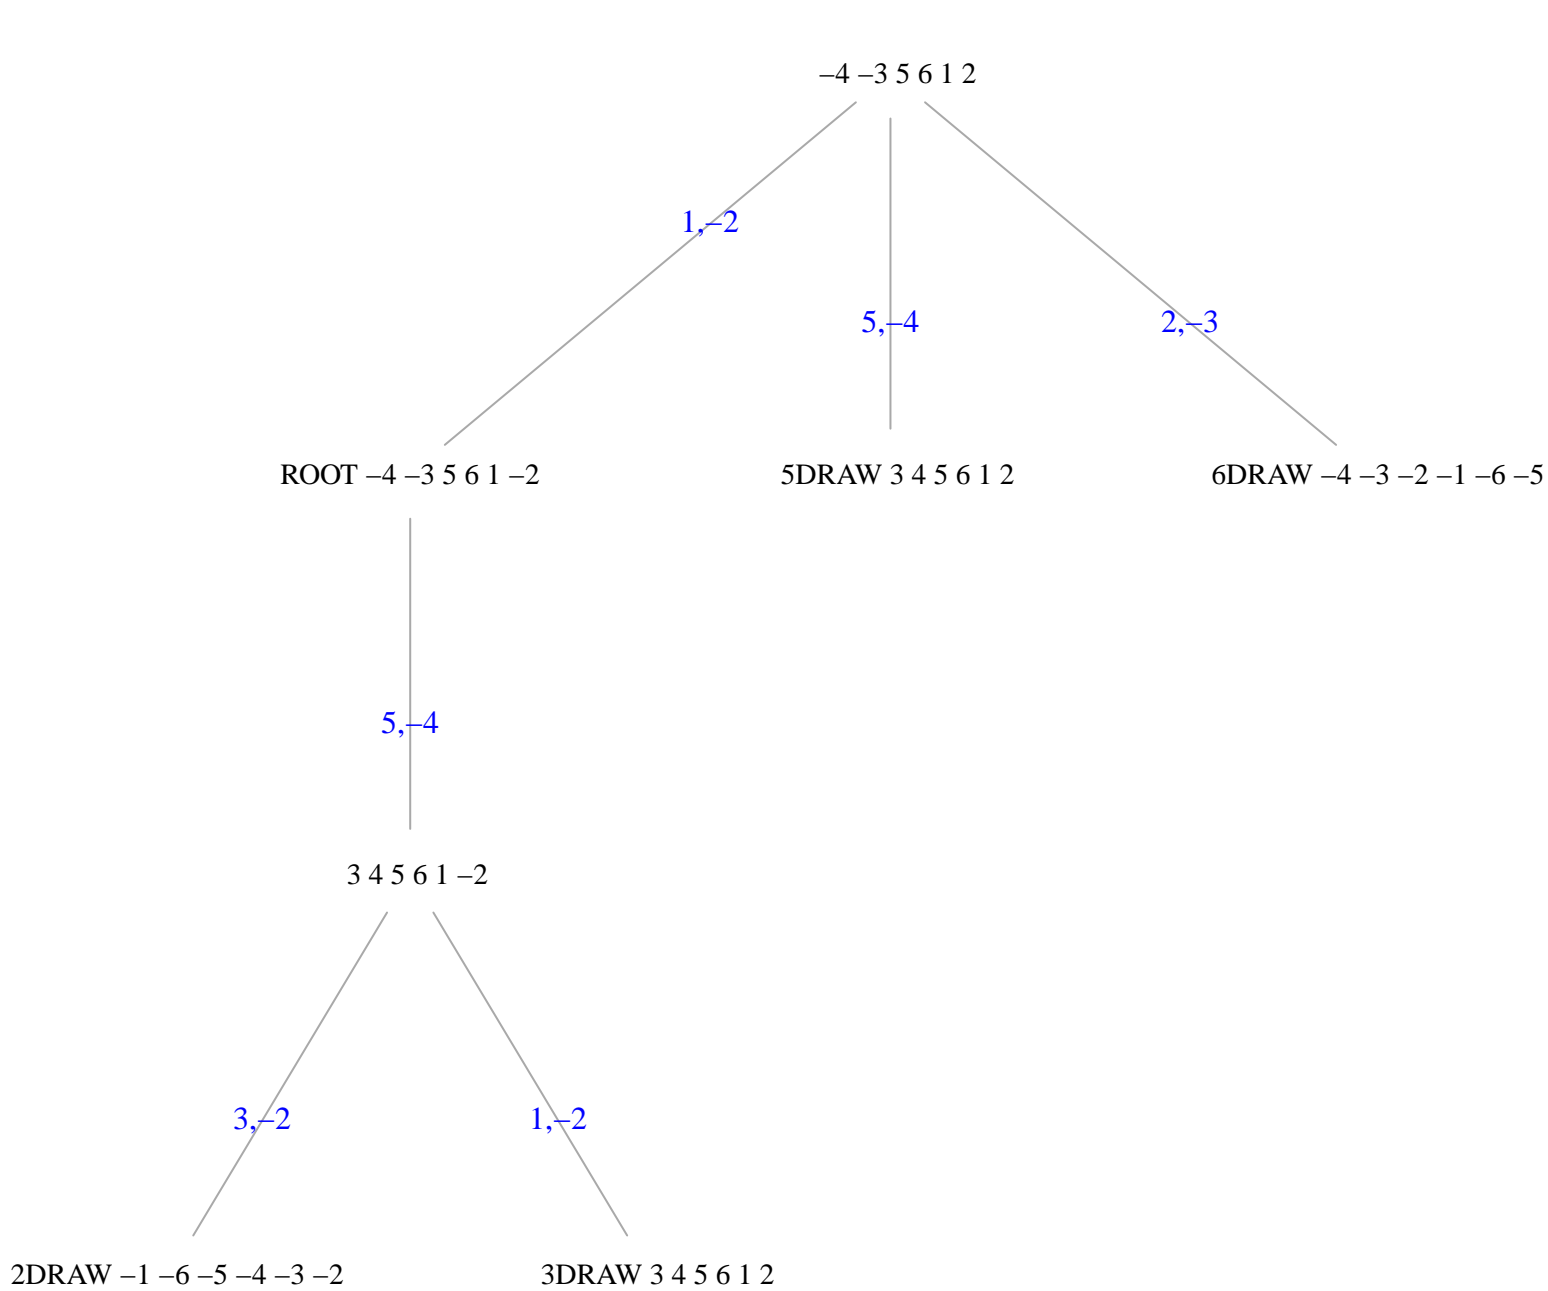 –4 –3 5 6 1 2
1,–2
5,–4
2,–3
ROOT –4 –3 5 6 1 –2
5DRAW 3 4 5 6 1 2
6DRAW –4 –3 –2 –1 –6 –5
5,–4
3 4 5 6 1 –2
3,–2
1,–2
2DRAW –1 –6 –5 –4 –3 –2
3DRAW 3 4 5 6 1 2